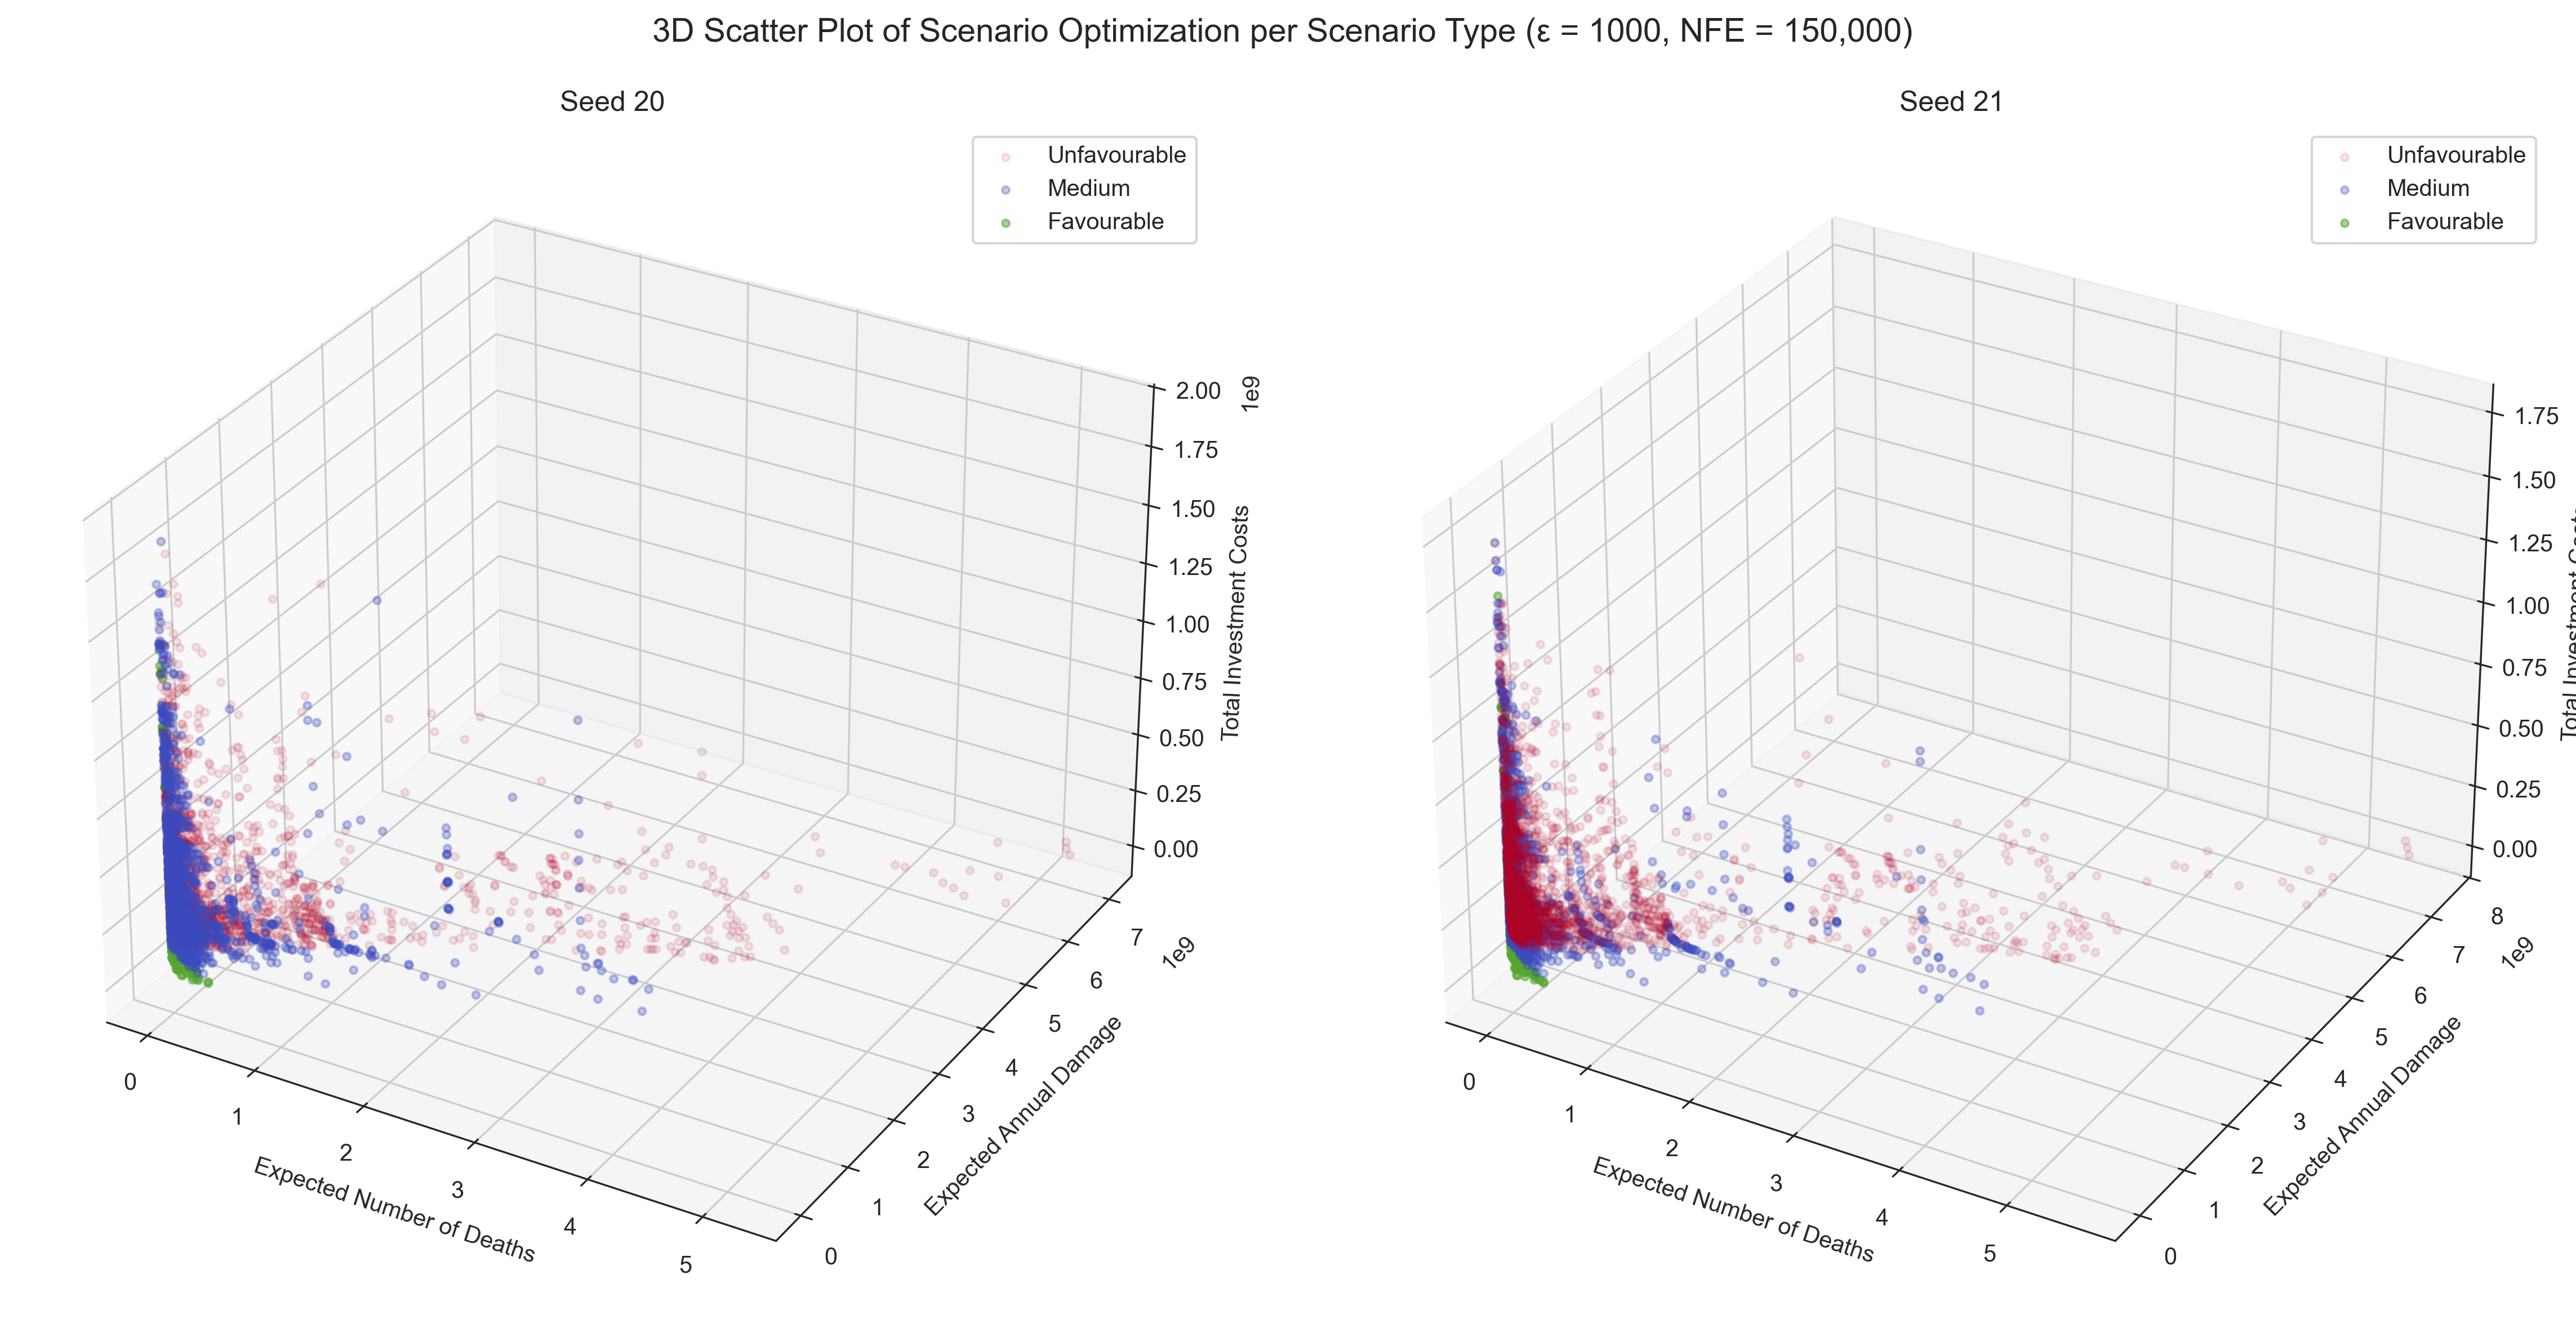 3D Scatter Plot of Scenario Optimization per Scenario Type (ε = 1000, NFE = 150,000)
Seed 20
Unfavourable
Medium
Favourable
2.00
1.75
1.50
1.25
1.00
0.75
0.50
0.25
0.00
1e9
Total Investment Costs
7
6
5
4
3
2
1
0
1e9
Expected Annual Damage
0
1
2
3
4
5
Expected Number of Deaths
Seed 21
Unfavourable
Medium
Favourable
1.75
1.50
1.25
1.00
0.75
0.50
0.25
0.00
Total Investment Costs
8
7
6
5
4
3
2
1
0
1e9
Expected Annual Damage
0
1
2
3
4
5
Expected Number of Deaths